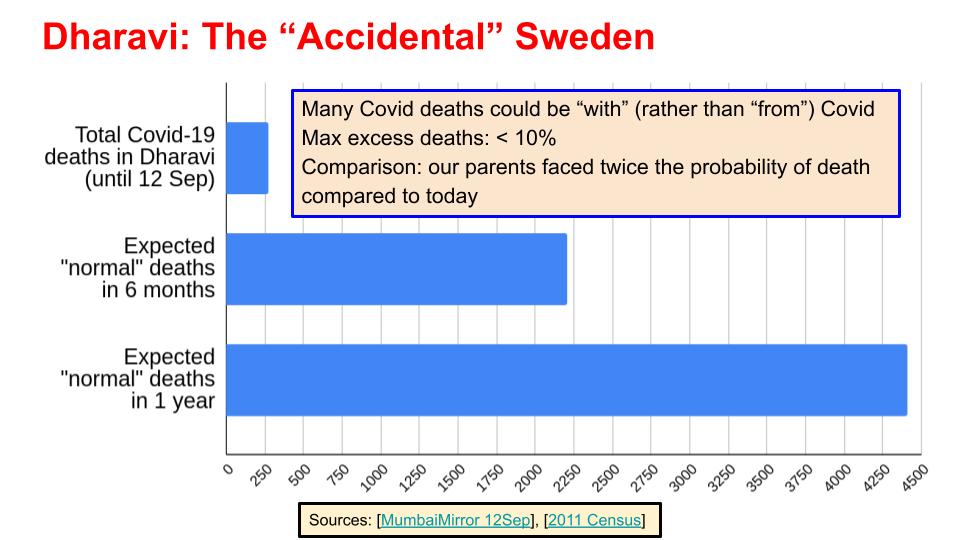 Dharavi: The “Accidental” Sweden
Many Covid deaths could be “with” (rather than “from”) Covid
Max excess deaths: < 10%
Comparison: our parents faced twice the probability of death
compared to today
Total Covid-19
deaths in Dharavi
(until 12 Sep)
Expected
"normal" deaths
in 6 months
Expected
"normal" deaths
in 1 year
0 250 500 750 1000 1250 1500 1750 2000 2250 2500 2750 3000 3250 3500 3750 4000 4250 4500
Sources: [MumbaiMirror 12Sep], [2011 Census]